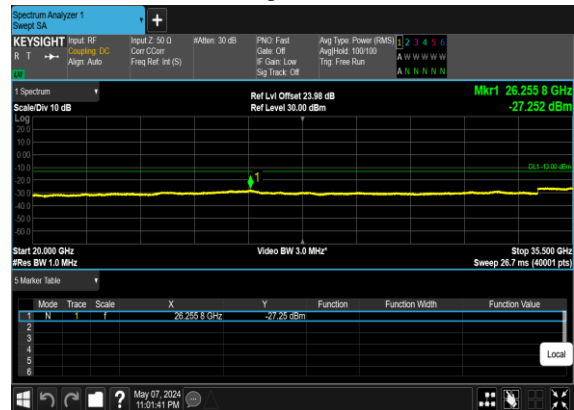 Spectrum Analyzer 1
Swept SA
KEYSIGHT
R T
LXI
Input: RF
Coupling: DC
Align: Auto
Input Z: 50 Ω
Corr CCorr
Freq Ref: Int (S)
#Atten: 30 dB
PNO: Fast
Gate: Off
IF Gain: Low
Sig Track: Off
Avg Type: Power (RMS)
Avg|Hold: 100/100
Trig: Free Run
1 2 3 4 5 6
A W W W W W
A N N N N N
1 Spectrum
Scale/Div 10 dB
Ref Lvl Offset 23.98 dB
Ref Level 30.00 dBm
Mkr1 26.255 8 GHz
-27.252 dBm
Log
20.0
10.0
0.00
-10.0
-20.0
-30.0
-40.0
-50.0
-60.0
DL1 -13.00 dBm
1
Start 20.000 GHz
#Res BW 1.0 MHz
Video BW 3.0 MHz*
Stop 35.500 GHz
Sweep 26.7 ms (40001 pts)
5 Marker Table
Mode Trace Scale X Y Function Function Width Function Value
1 N 1 f 26.255 8 GHz -27.25 dBm
2
3
4
5
6
Local
?
May 07, 2024
11:01:41 PM